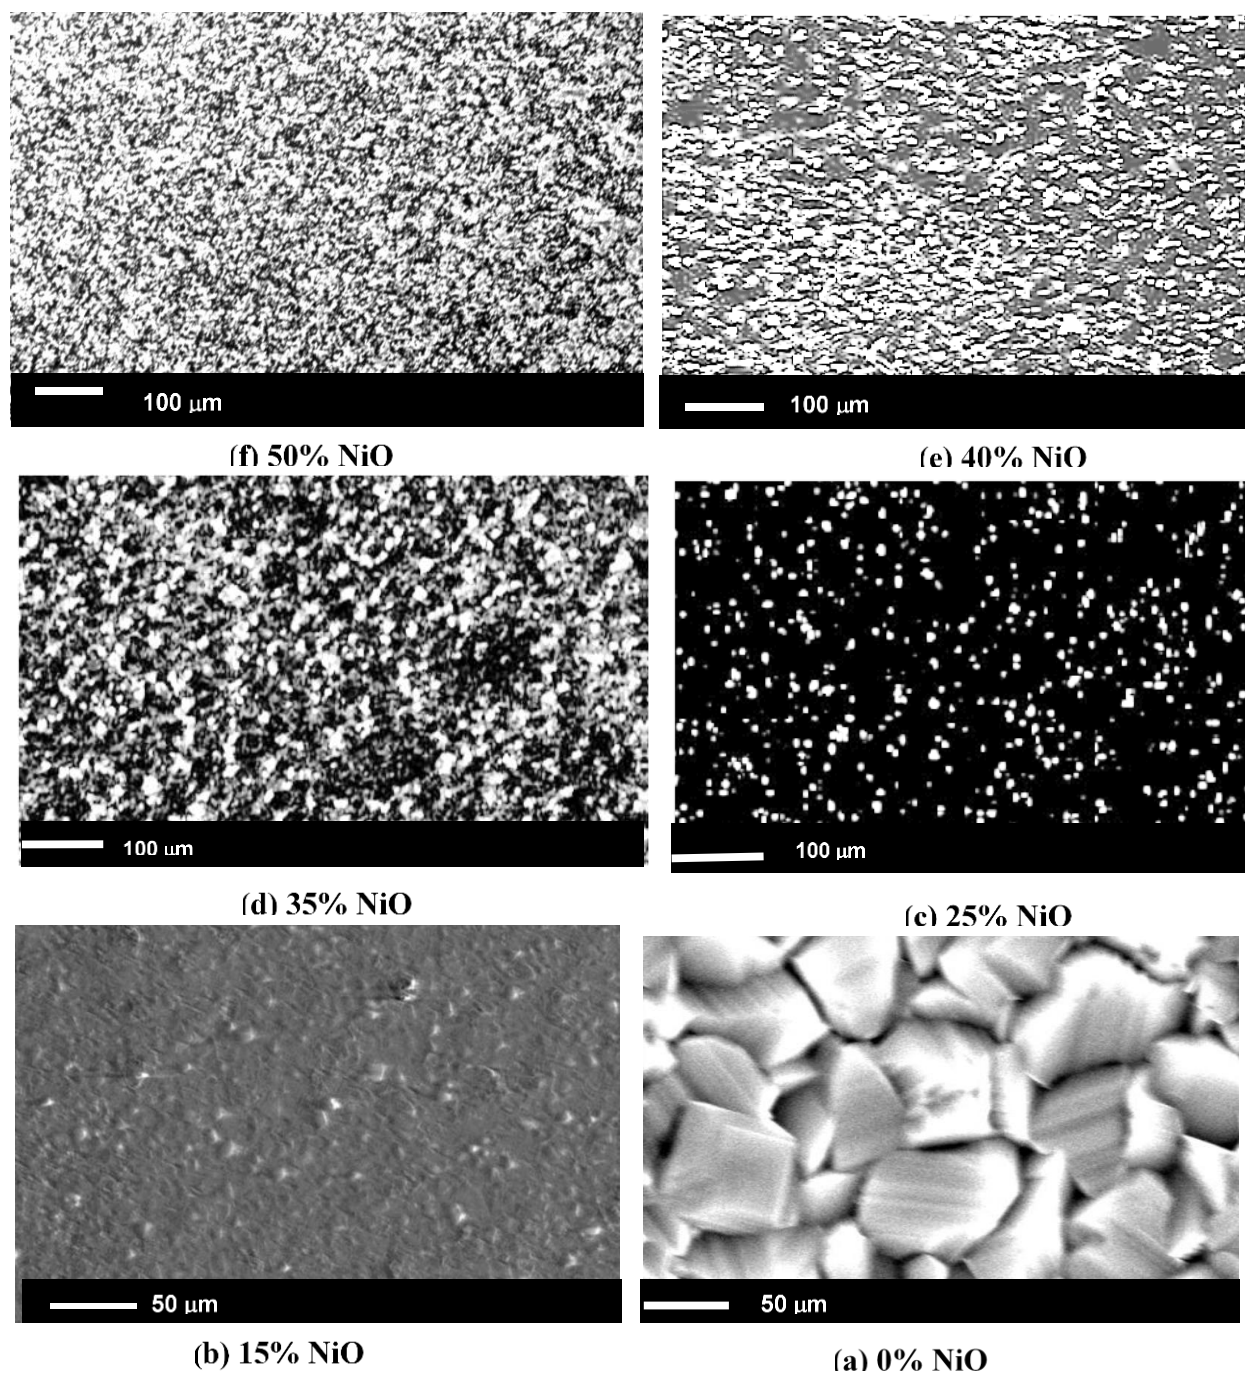 100 μm
100 μm
(f) 50% NiO
(e) 40% NiO
100 μm
100 μm
(d) 35% NiO
(c) 25% NiO
50 μm
50 μm
(b) 15% NiO
(a) 0% NiO